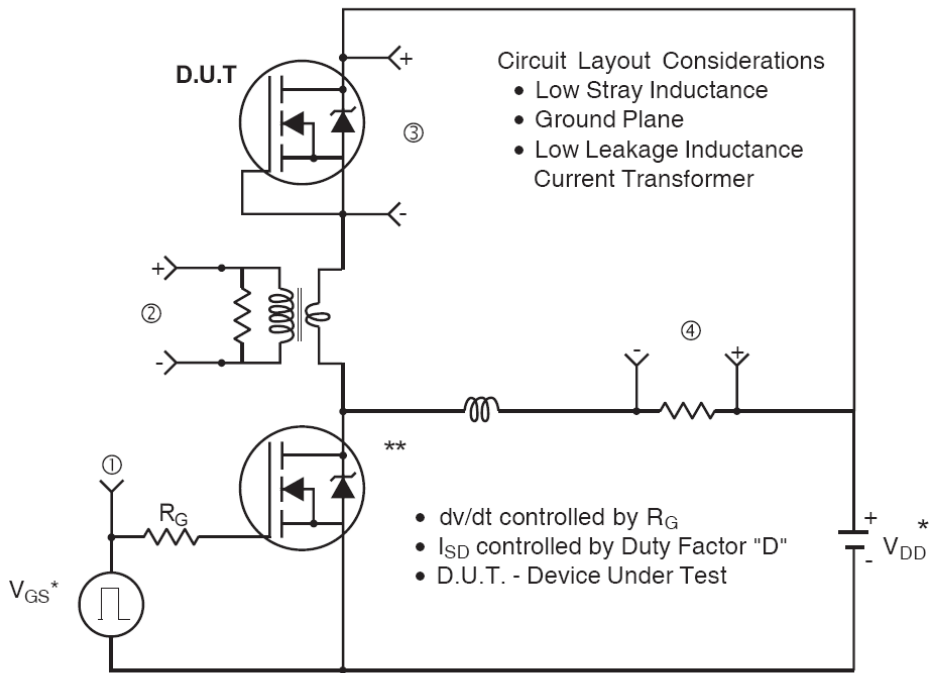 D.U.T
+
Circuit Layout Considerations
• Low Stray Inductance
• Ground Plane
• Low Leakage Inductance
Current Transformer
③
-
+
②
-
④
-
+
**
①
R_G
• dv/dt controlled by R_G
• I_SD controlled by Duty Factor "D"
• D.U.T. - Device Under Test
+
*
V_DD
-
V_GS*